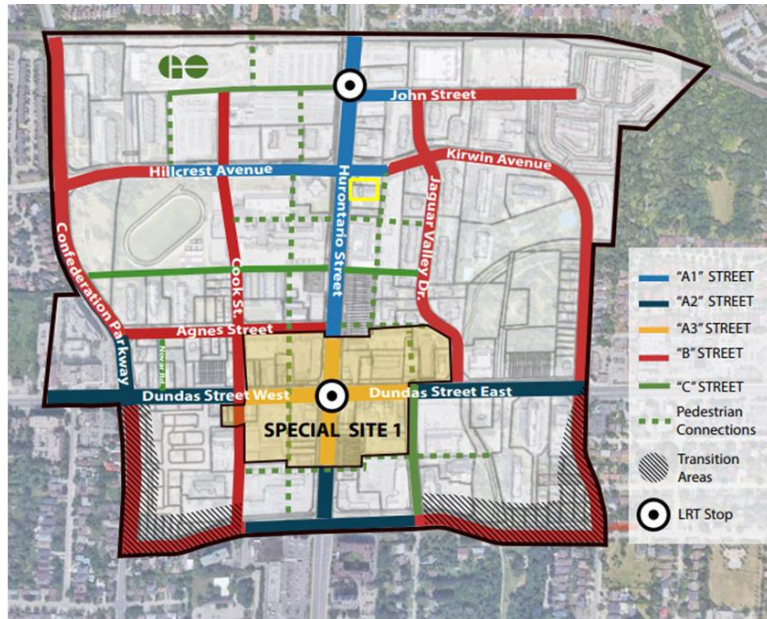 GO
John Street
Hillcrest Avenue
Kirwin Avenue
Hurontario Street
Jaguar Valley Dr.
Confederation Parkway
Cook St.
Agnes Street
Novar Rd.
Dundas Street West
Dundas Street East
SPECIAL SITE 1
“A1” STREET
“A2” STREET
“A3” STREET
“B” STREET
“C” STREET
Pedestrian
Connections
Transition
Areas
LRT Stop